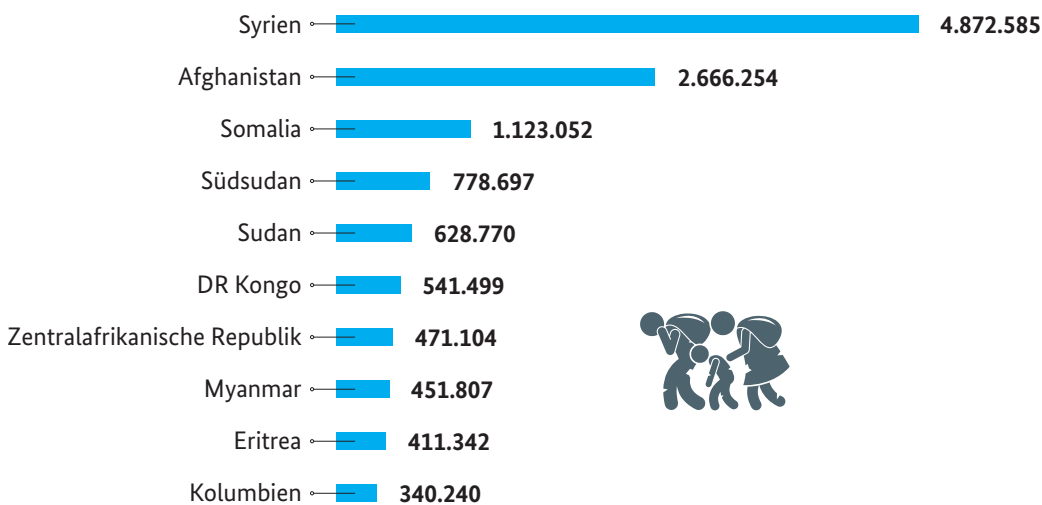 Syrien 4.872.585
Afghanistan 2.666.254
Somalia 1.123.052
Südsudan 778.697
Sudan 628.770
DR Kongo 541.499
Zentralafrikanische Republik 471.104
Myanmar 451.807
Eritrea 411.342
Kolumbien 340.240